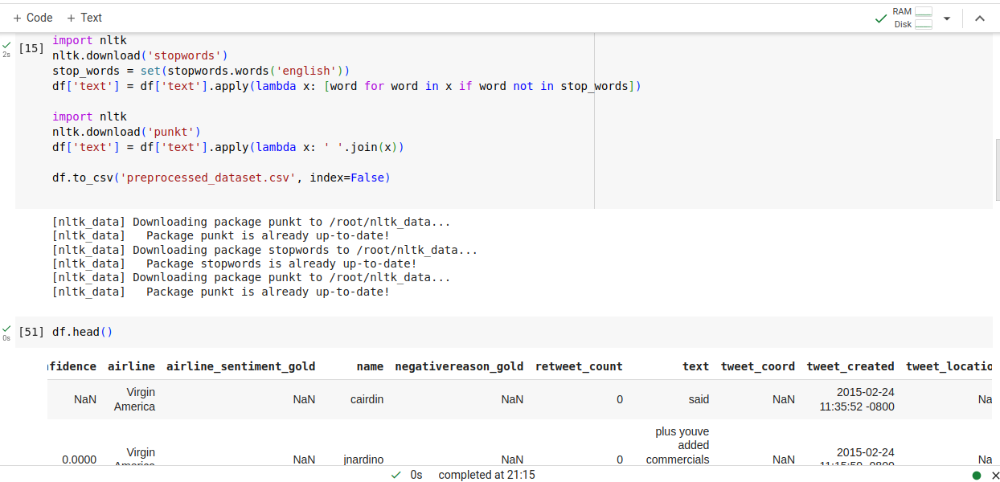 + Code + Text
RAM
Disk
2s
[15] import nltk
nltk.download('stopwords')
stop_words = set(stopwords.words('english'))
df['text'] = df['text'].apply(lambda x: [word for word in x if word not in stop_words])
import nltk
nltk.download('punkt')
df['text'] = df['text'].apply(lambda x: ' '.join(x))
df.to_csv('preprocessed_dataset.csv', index=False)
[nltk_data] Downloading package punkt to /root/nltk_data...
[nltk_data]   Package punkt is already up-to-date!
[nltk_data] Downloading package stopwords to /root/nltk_data...
[nltk_data]   Package stopwords is already up-to-date!
[nltk_data] Downloading package punkt to /root/nltk_data...
[nltk_data]   Package punkt is already up-to-date!
0s
[51] df.head()
fidence airline airline_sentiment_gold name negativereason_gold retweet_count text tweet_coord tweet_created tweet_locatio
NaN Virgin America NaN cairdin NaN 0 said NaN 2015-02-24 11:35:52 -0800 Na
0.0000 Virgin America NaN jnardino NaN 0 plus youve added commercials NaN 2015-02-24 11:15:59 -0800 Na
0s completed at 21:15